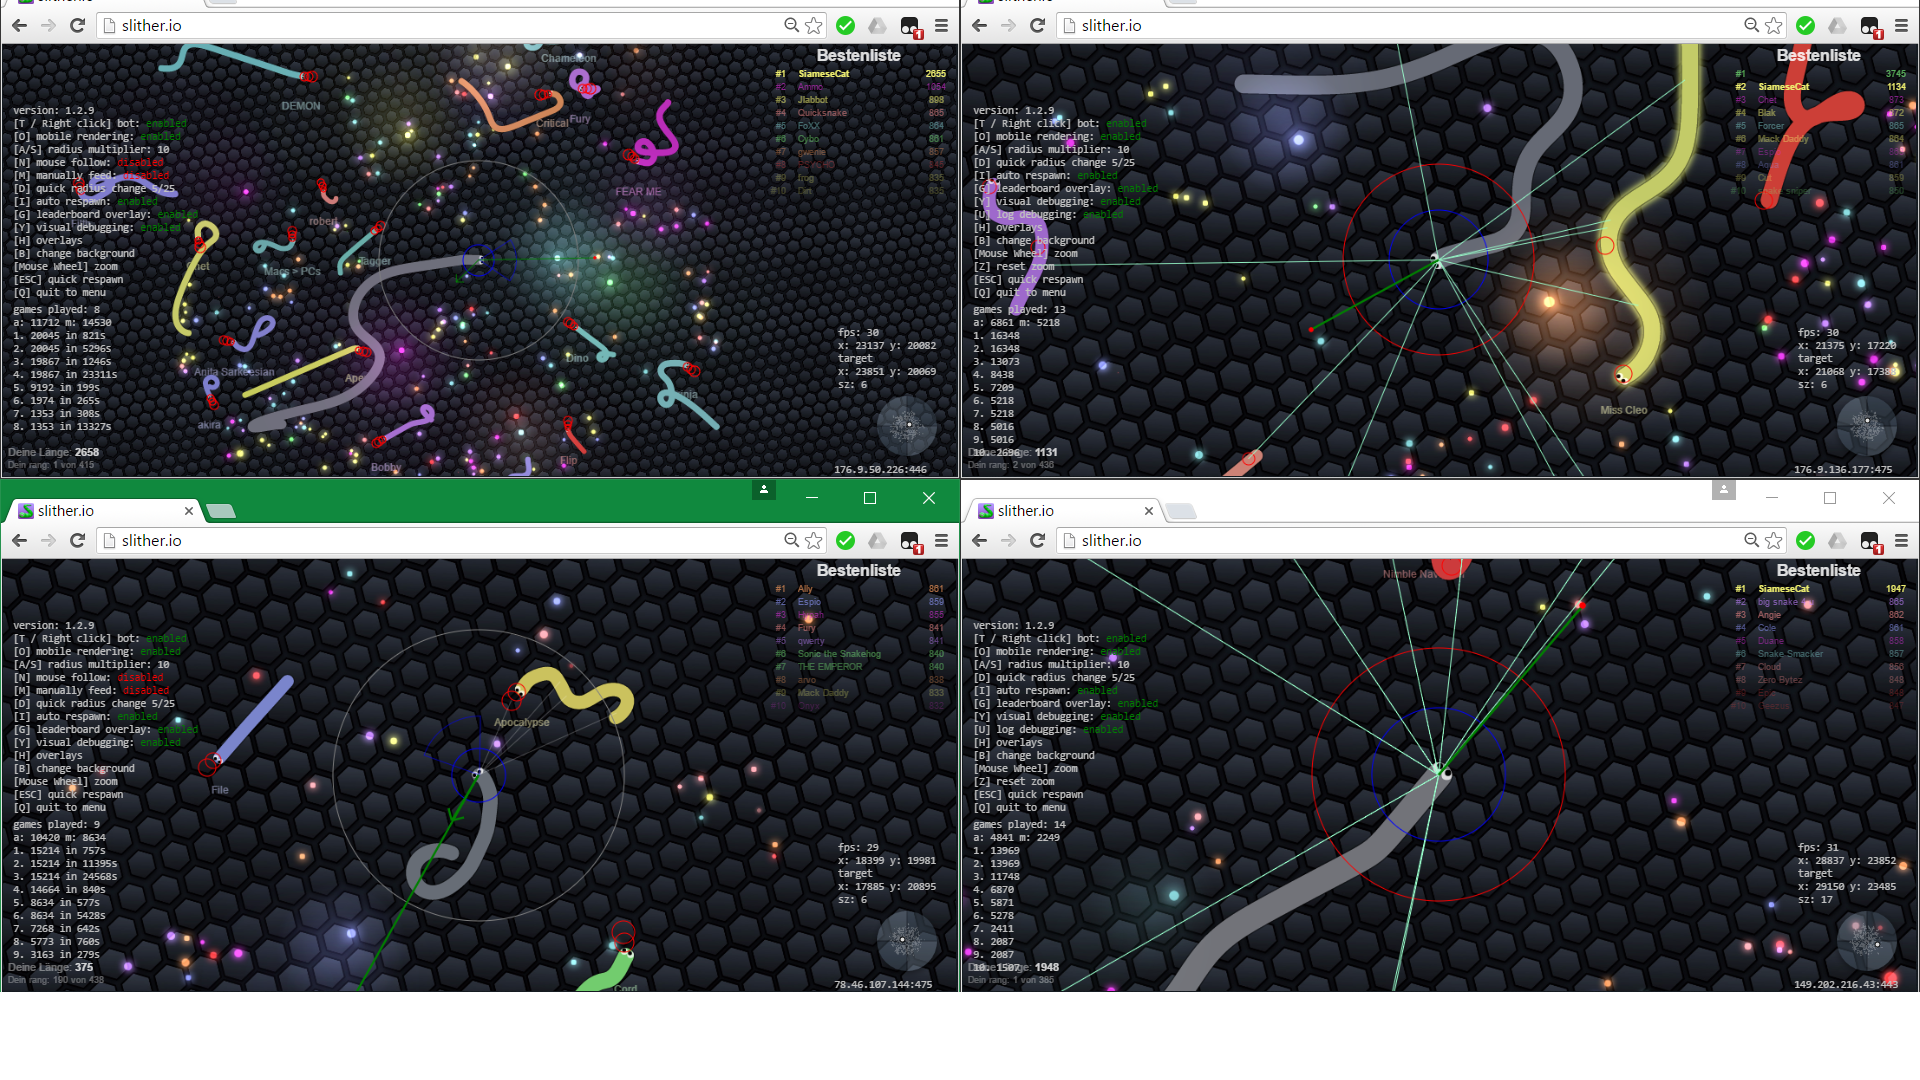 slither.io
slither.io
Bestenliste
#1 SiameseCat 2655
#2 Ammo 1054
#3 Jlabbot 898
#4 Quicksnake 865
#5 FoXX 864
#6 Cybo 861
#7 gwenie 857
#9 frog 835
#10 Din 835
version: 1.2.9
[T / Right click] bot: enabled
[O] mobile rendering: enabled
[A/S] radius multiplier: 10
[N] mouse follow: disabled
[M] manually feed: disabled
[D] quick radius change 5/25
[I] auto respawn: enabled
[G] leaderboard overlay: enabled
[Y] visual debugging: enabled
[H] overlays
[B] change background
[Mouse Wheel] zoom
[ESC] quick respawn
[Q] quit to menu
games played: 8
a: 11712 m: 14530
1. 20045 in 821s
2. 20045 in 5296s
3. 19867 in 1246s
4. 19867 in 23311s
5. 9192 in 199s
6. 1974 in 265s
7. 1353 in 308s
8. 1353 in 13327s
Deine Länge: 2658
Dein rang: 1 von 415
Chameleon
DEMON
Critical
Fury
FEAR ME
robert
Tagger
Chet
Macs > PCs
Anita Sarkeesian
Ape
Dino
akira
Bobby
Flip
fps: 30
x: 23137 y: 20082
target
x: 23851 y: 20069
sz: 6
176.9.50.226:446
slither.io
Bestenliste
#1 3745
#2 SiameseCat 1134
#3 Chet 873
#4 Blak 872
#5 Forcer 865
#6 Mack Daddy 864
#9 Cut 859
#10 snake sniper 850
version: 1.2.9
[T / Right click] bot: enabled
[O] mobile rendering: enabled
[A/S] radius multiplier: 10
[D] quick radius change 5/25
[I] auto respawn: enabled
[G] leaderboard overlay: enabled
[Y] visual debugging: enabled
[U] log debugging: enabled
[H] overlays
[B] change background
[Mouse Wheel] zoom
[Z] reset zoom
[ESC] quick respawn
[Q] quit to menu
games played: 13
a: 6861 m: 5218
1. 16348
2. 16348
3. 13073
4. 8438
5. 7209
6. 5218
7. 5218
8. 5016
9. 5016
10. 2696
1131
Dein rang: 2 von 436
Miss Cleo
fps: 30
x: 21375 y: 17220
target
x: 21068 y: 1738
sz: 6
176.9.136.177:475
slither.io
slither.io
Bestenliste
#1 Ally 861
#2 Espio 859
#3 855
#4 Fury 841
#5 qwerty 841
#6 Sonic the Snakehog 840
#7 THE EMPEROR 840
#8 arvo 838
#9 Mack Daddy 833
version: 1.2.9
[T / Right click] bot: enabled
[O] mobile rendering: enabled
[A/S] radius multiplier: 10
[N] mouse follow: disabled
[M] manually feed: disabled
[D] quick radius change 5/25
[I] auto respawn: enabled
[G] leaderboard overlay: enabled
[Y] visual debugging: enabled
[H] overlays
[B] change background
[Mouse Wheel] zoom
[ESC] quick respawn
[Q] quit to menu
games played: 9
a: 10420 m: 8634
1. 15214 in 757s
2. 15214 in 11395s
3. 15214 in 24568s
4. 14664 in 840s
5. 8634 in 577s
6. 8634 in 5428s
7. 7268 in 642s
8. 5773 in 760s
9. 3163 in 279s
Deine Länge: 375
Dein rang: 190 von 438
Apocalypse
File
Cord
fps: 29
x: 18399 y: 19981
target
x: 17885 y: 20895
sz: 6
78.46.107.144:475
slither.io
slither.io
Bestenliste
#1 SiameseCat 1947
#2 big snake 865
#3 Angie 862
#4 Cole 861
#5 Duane 858
#6 Snake Smacker 857
#7 Cloud 850
#8 Zero Bytez 848
version: 1.2.9
[T / Right click] bot: enabled
[O] mobile rendering: enabled
[A/S] radius multiplier: 10
[D] quick radius change 5/25
[I] auto respawn: enabled
[G] leaderboard overlay: enabled
[Y] visual debugging: enabled
[U] log debugging: enabled
[H] overlays
[B] change background
[Mouse Wheel] zoom
[Z] reset zoom
[ESC] quick respawn
[Q] quit to menu
games played: 14
a: 4841 m: 2249
1. 13969
2. 13969
3. 11748
4. 6870
5. 5871
6. 5278
7. 2411
8. 2087
9. 2087
10. 1507
1948
Dein rang: 1 von 385
Nimble
fps: 31
x: 28837 y: 23852
target
x: 29150 y: 23485
sz: 17
149.202.216.43:443